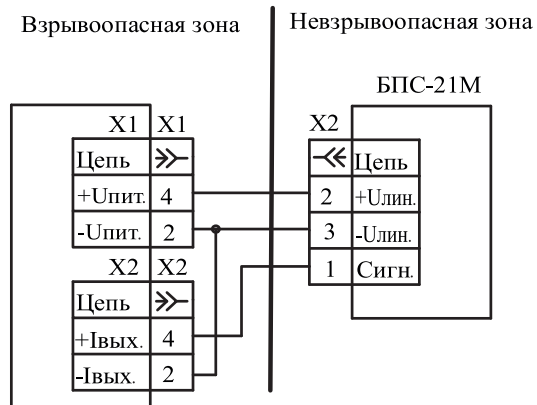 Взрывоопасная зона
Невзрывоопасная зона
БПС-21М
X1 X1
Цепь
+Uпит. 4
-Uпит. 2
X2 X2
Цепь
+Iвых. 4
-Iвых. 2
X2
Цепь
2 +Uлин.
3 -Uлин.
1 Сигн.